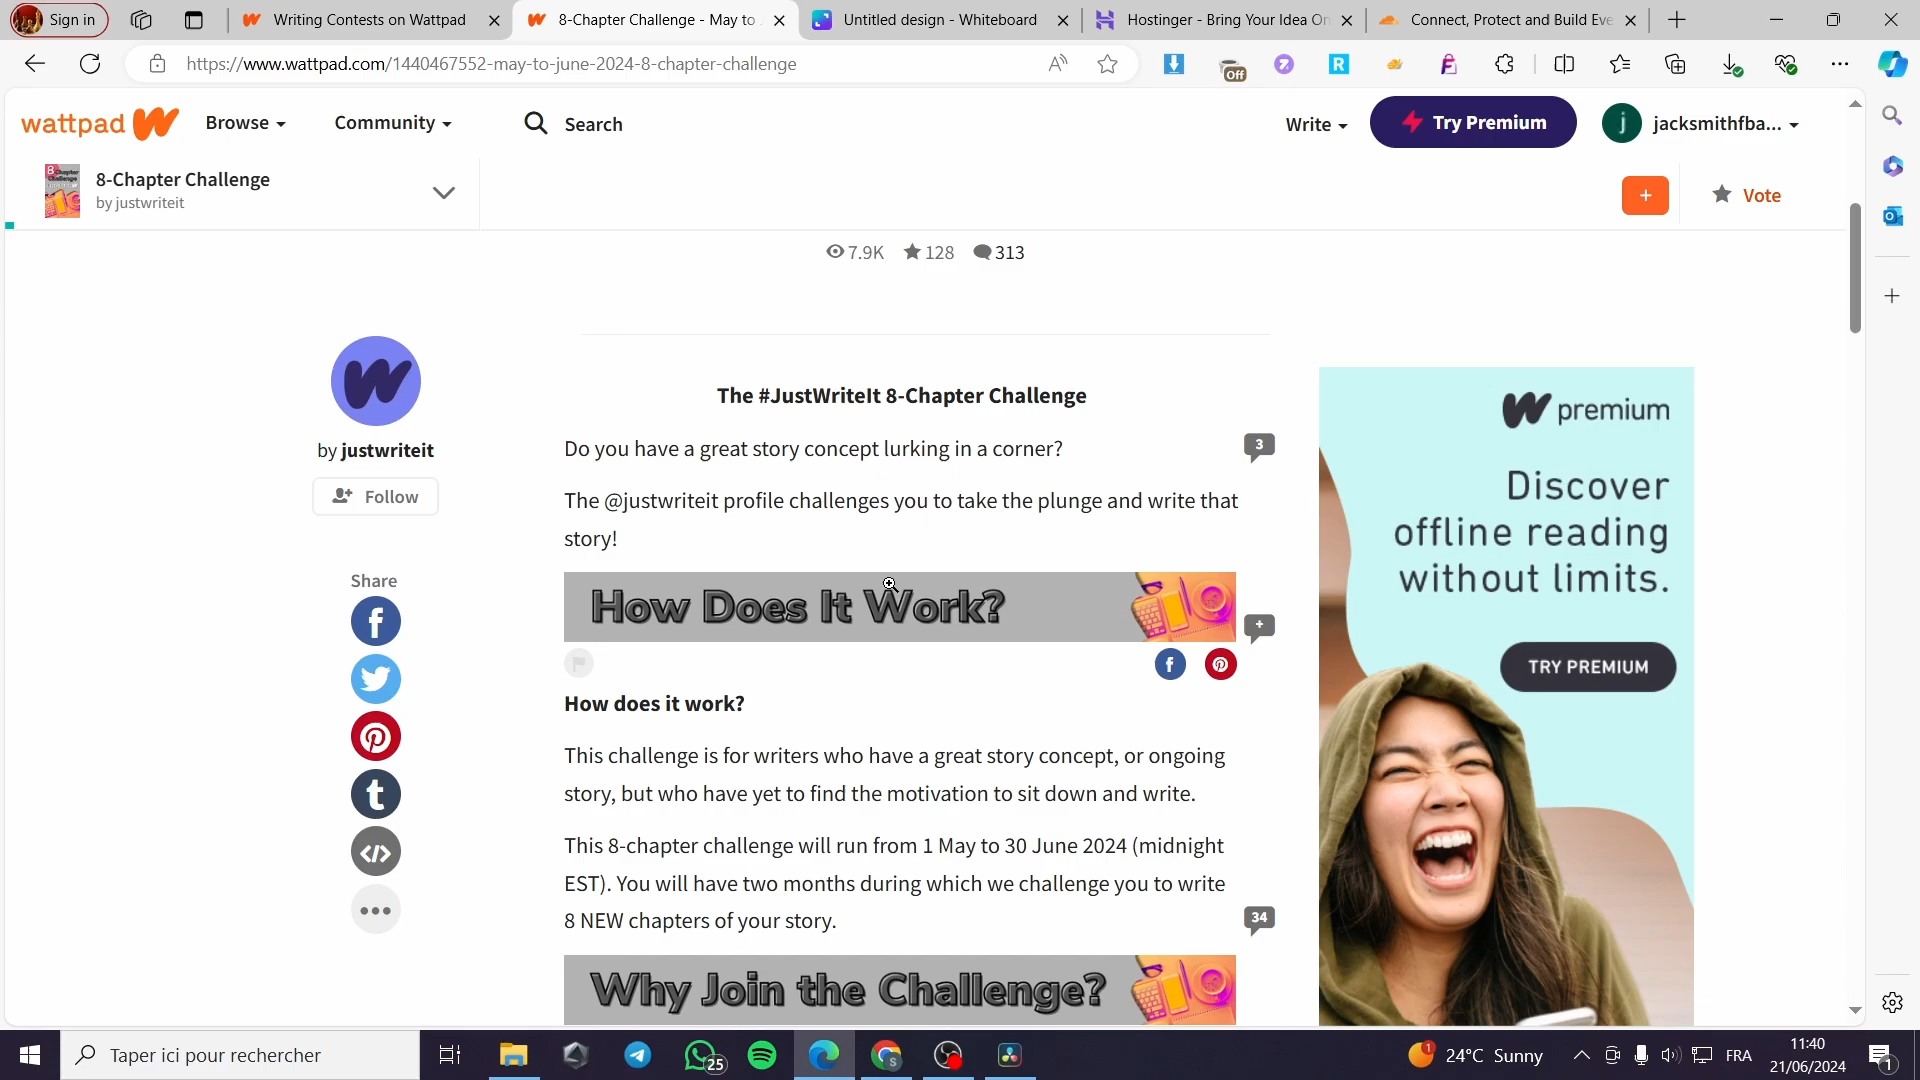 Sign in
Writing Contests on Wattpad
8-Chapter Challenge - May to
Untitled design - Whiteboard
Hostinger - Bring Your Idea On
Connect, Protect and Build Eve
https://www.wattpad.com/1440467552-may-to-june-2024-8-chapter-challenge
Off
wattpad
Browse
Community
Search
Write
Try Premium
j
jacksmithfba...
8-Chapter Challenge
by justwriteit
+
Vote
7.9K
128
313
The #JustWriteIt 8-Chapter Challenge
by justwriteit
Follow
Do you have a great story concept lurking in a corner?
3
The @justwriteit profile challenges you to take the plunge and write that
story!
Share
How Does It Work?
+
How does it work?
This challenge is for writers who have a great story concept, or ongoing
story, but who have yet to find the motivation to sit down and write.
This 8-chapter challenge will run from 1 May to 30 June 2024 (midnight
EST). You will have two months during which we challenge you to write
8 NEW chapters of your story.
34
Why Join the Challenge?
premium
Discover
offline reading
without limits.
TRY PREMIUM
Taper ici pour rechercher
25
1
24°C Sunny
FRA
11:40
21/06/2024
1